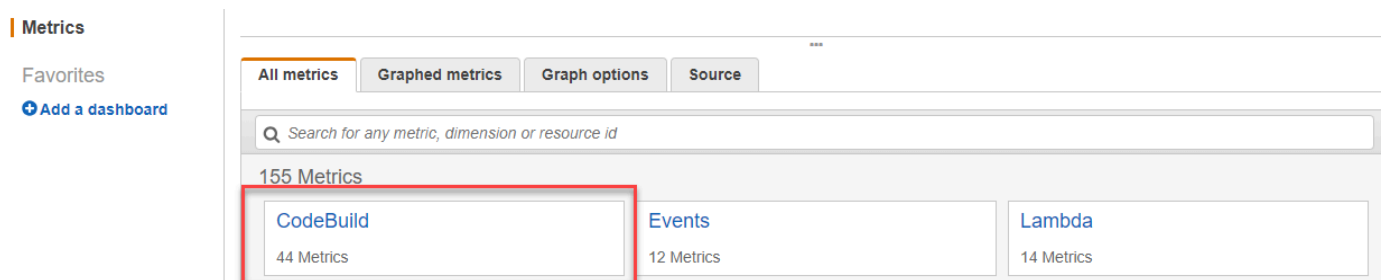 Metrics
Favorites
Add a dashboard
All metrics Graphed metrics Graph options Source
Search for any metric, dimension or resource id
155 Metrics
CodeBuild Events Lambda
44 Metrics 12 Metrics 14 Metrics